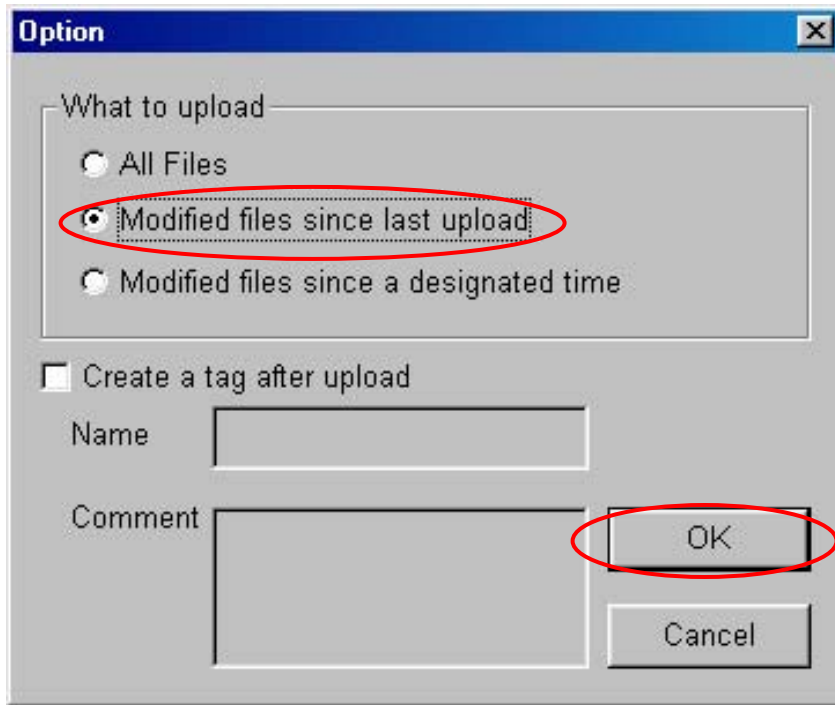 Option
What to upload
All Files
Modified files since last upload
Modified files since a designated time
Create a tag after upload
Name
Comment
OK
Cancel